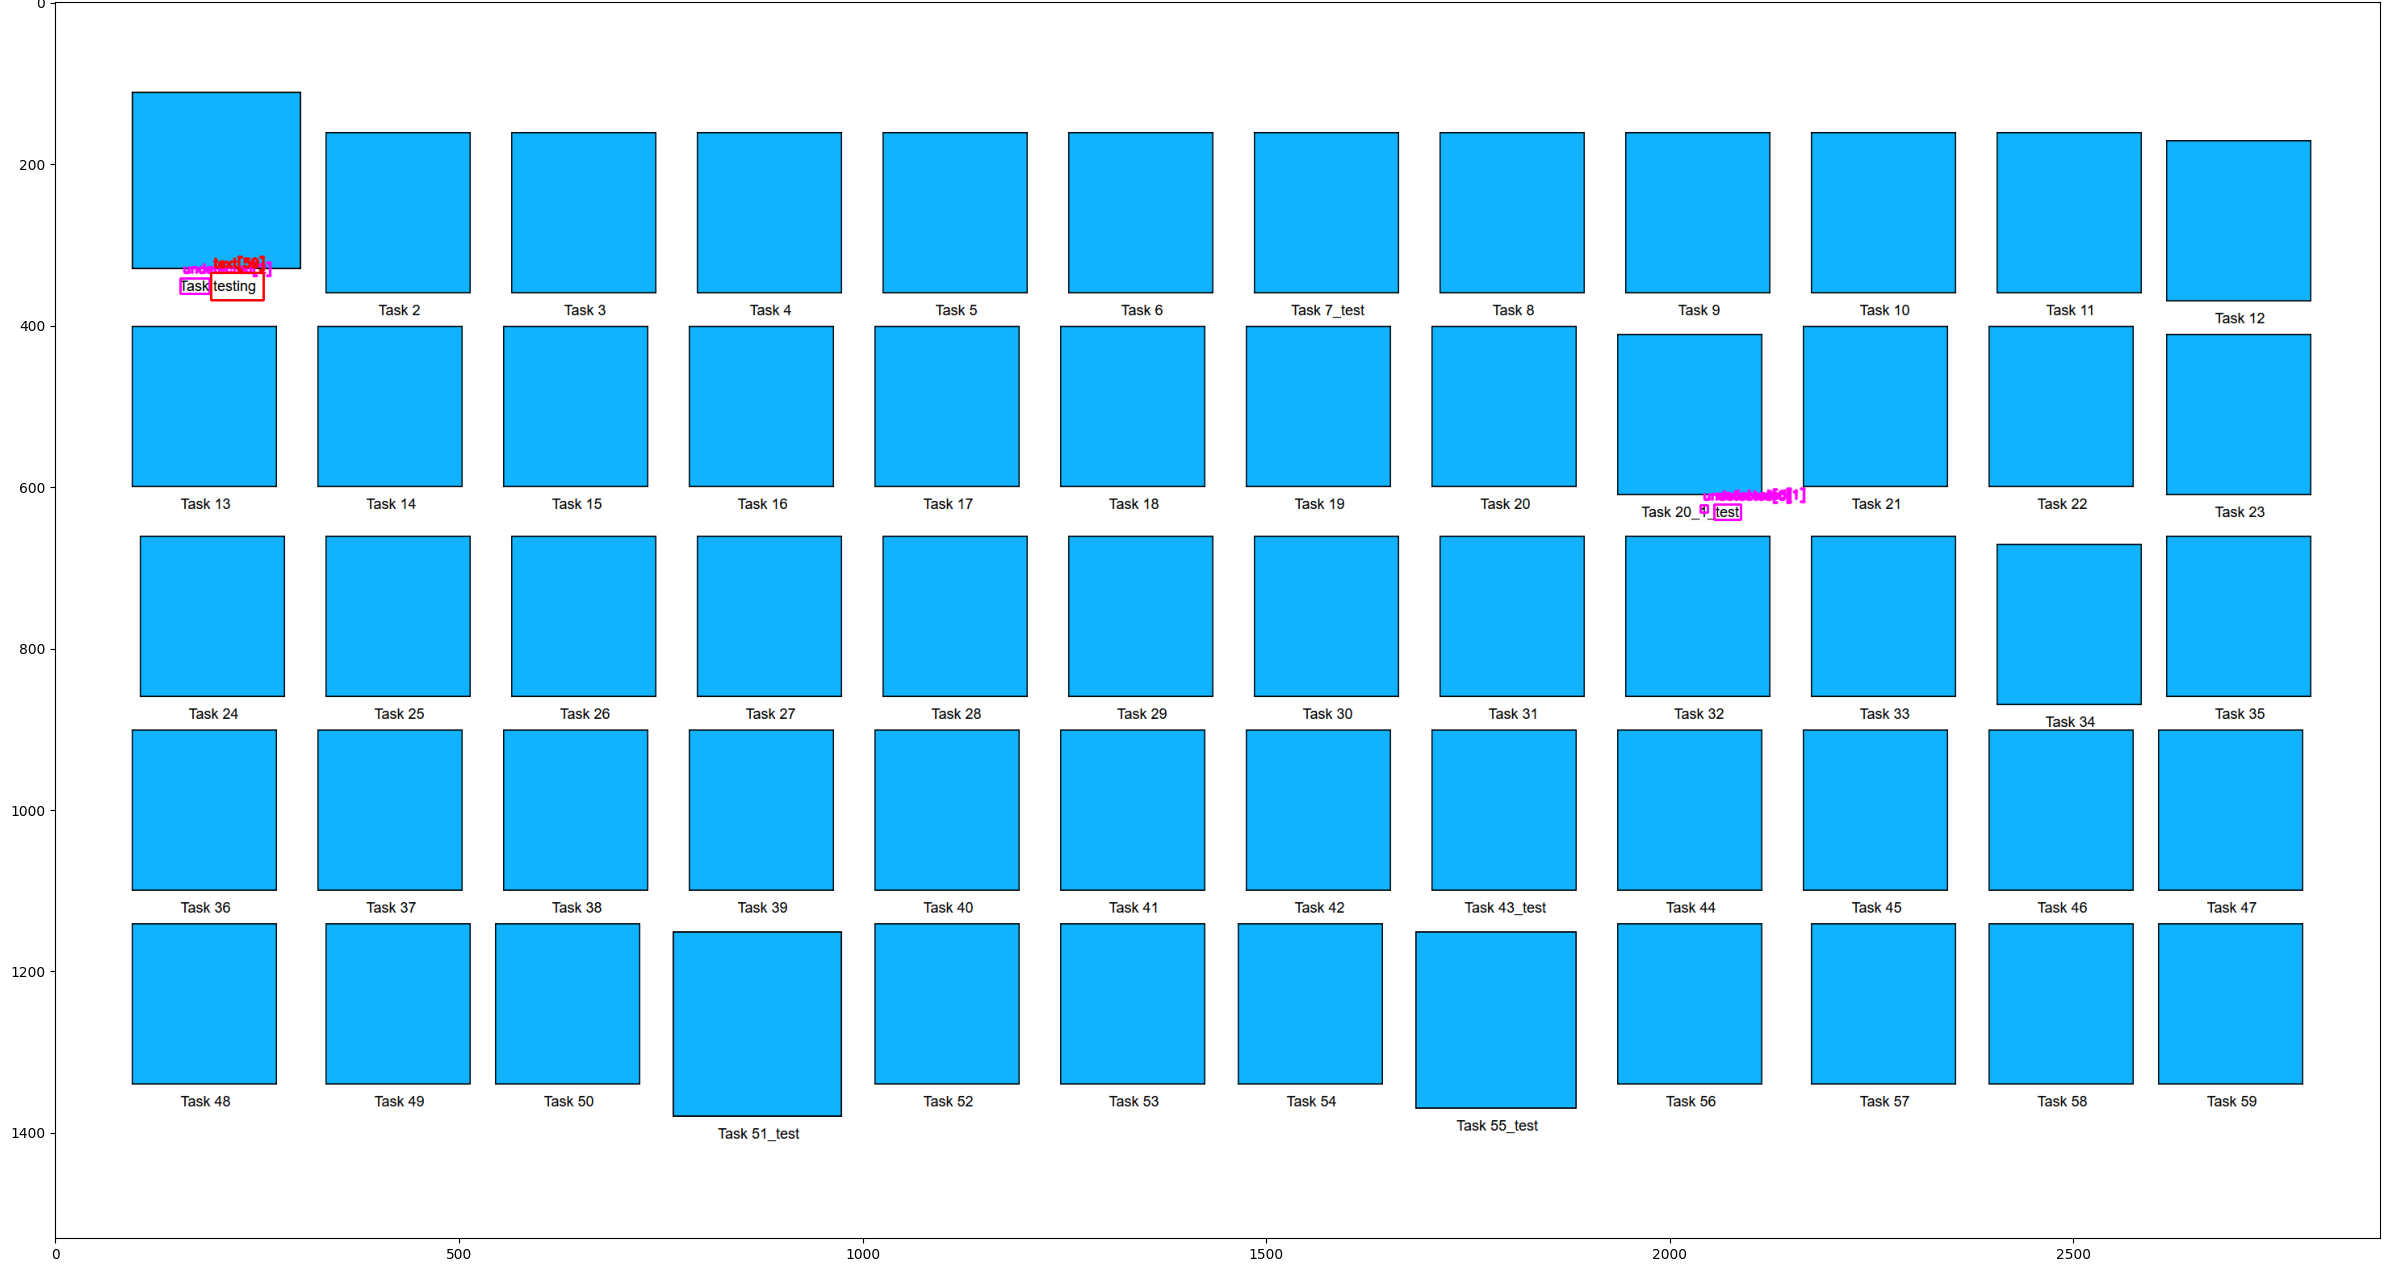 0
200
400
600
800
1000
1200
1400
text[59]
Task testing
Task 2
Task 3
Task 4
Task 5
Task 6
Task 7_test
Task 8
Task 9
Task 10
Task 11
Task 12
Task 13
Task 14
Task 15
Task 16
Task 17
Task 18
Task 19
Task 20
Task 20_1_test
Task 21
Task 22
Task 23
Task 24
Task 25
Task 26
Task 27
Task 28
Task 29
Task 30
Task 31
Task 32
Task 33
Task 34
Task 35
Task 36
Task 37
Task 38
Task 39
Task 40
Task 41
Task 42
Task 43_test
Task 44
Task 45
Task 46
Task 47
Task 48
Task 49
Task 50
Task 51_test
Task 52
Task 53
Task 54
Task 55_test
Task 56
Task 57
Task 58
Task 59
0
500
1000
1500
2000
2500